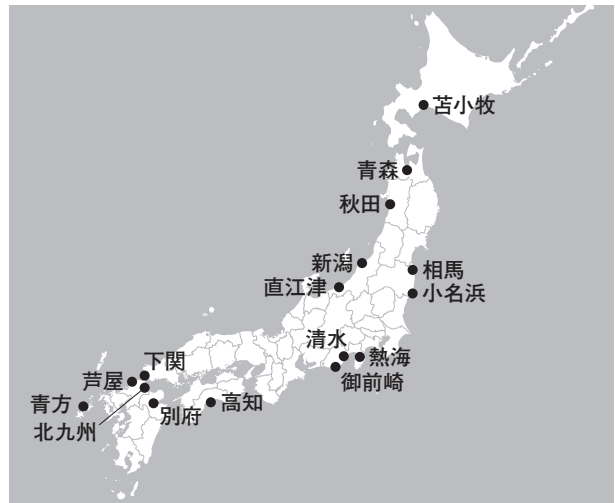 苫小牧
青森
秋田
新潟
相馬
直江津
小名浜
清水
熱海
下関
御前崎
芦屋
青方
高知
別府
北九州